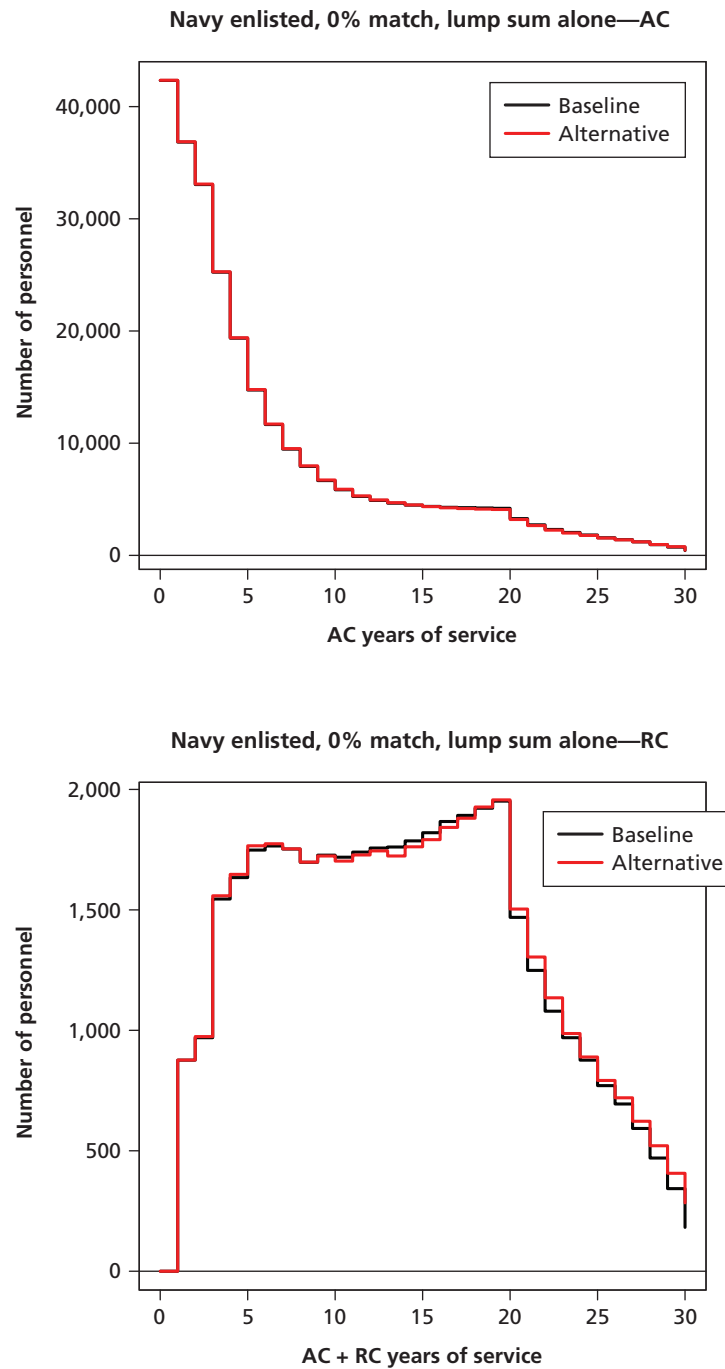 Navy enlisted, 0% match, lump sum alone—AC
Number of personnel
40,000
30,000
20,000
10,000
0
Baseline
Alternative
0 5 10 15 20 25 30
AC years of service
Navy enlisted, 0% match, lump sum alone—RC
Number of personnel
2,000
1,500
1,000
500
0
Baseline
Alternative
0 5 10 15 20 25 30
AC + RC years of service